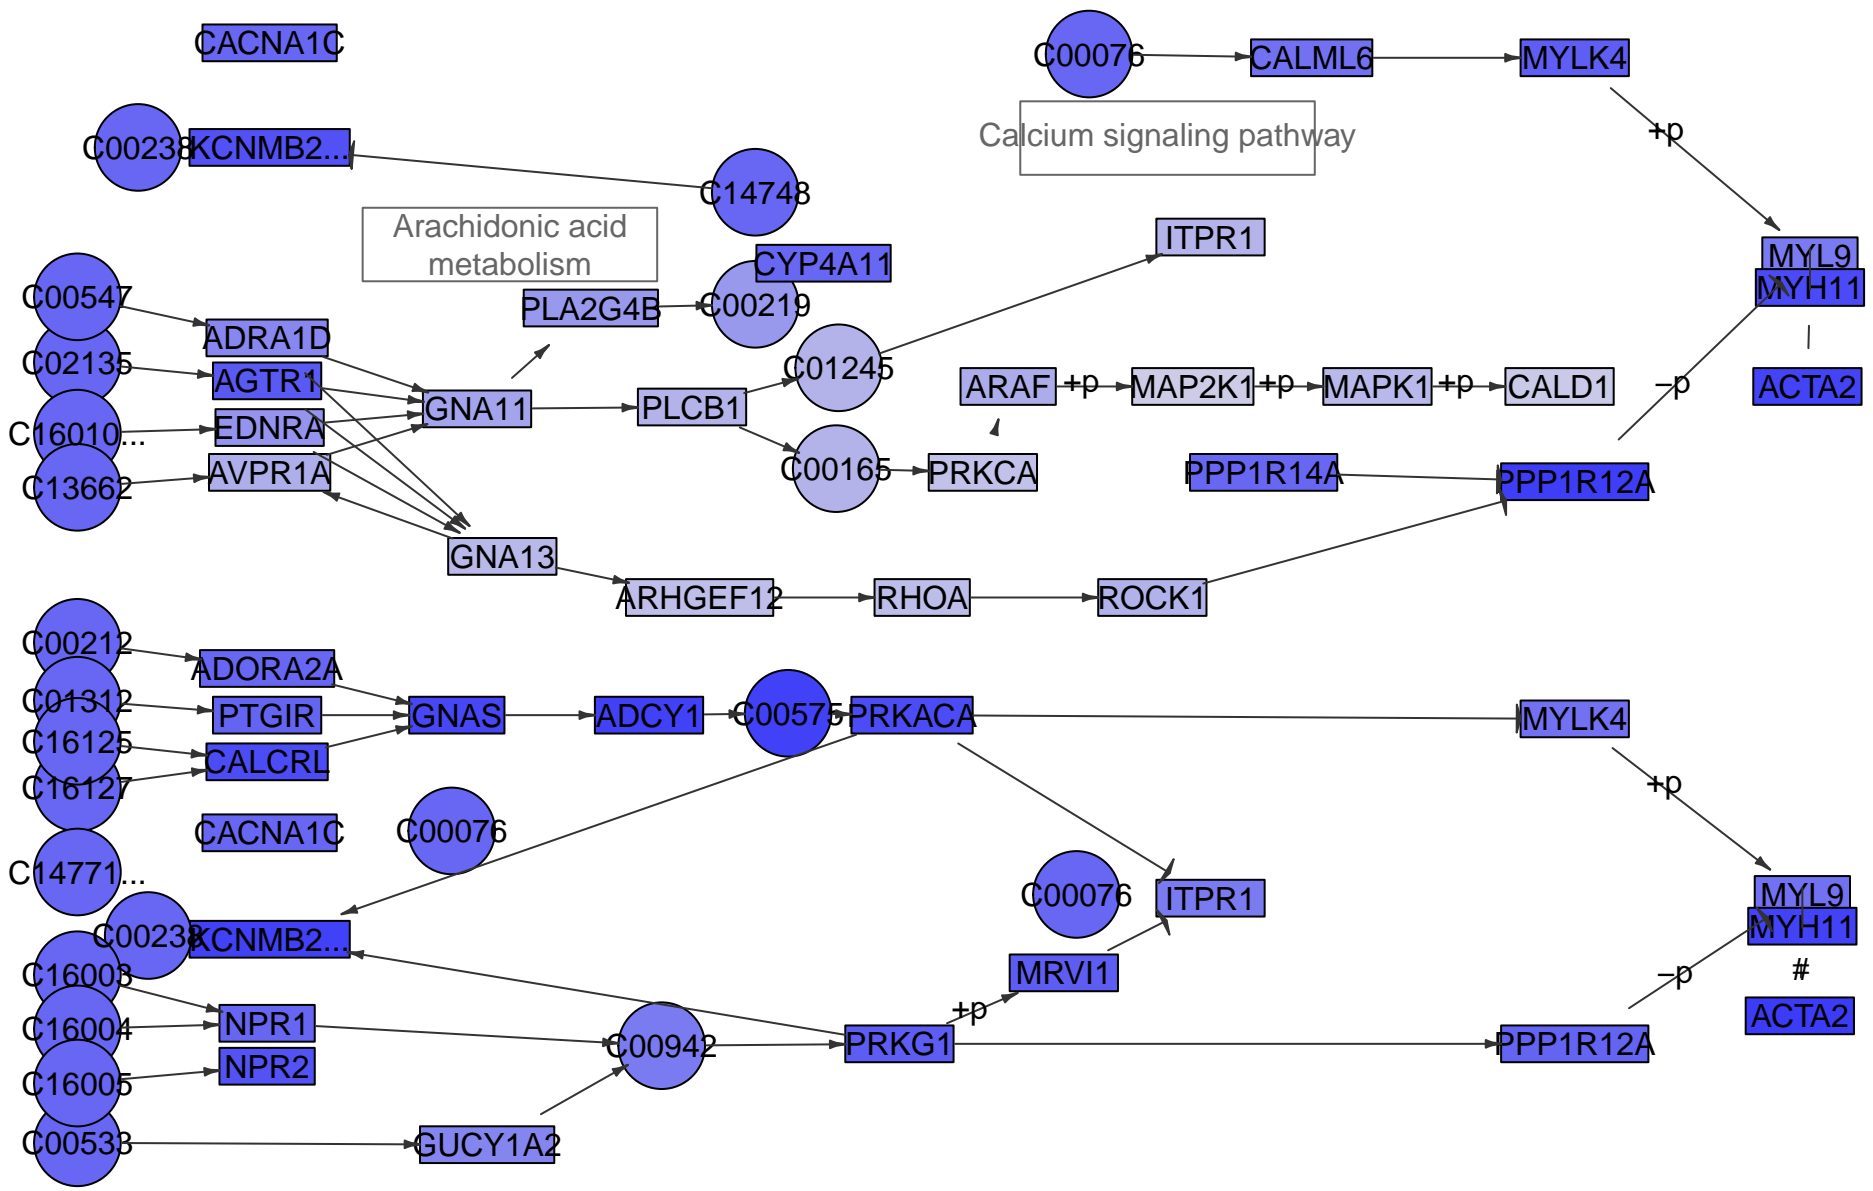 CACNA1C
C00076
CALML6
MYLK4
+p
Calcium signaling pathway
C00238
KCNMB2...
C14748
Arachidonic acid
metabolism
CYP4A11
ITPR1
MYL9
MYH11
C00547
PLA2G4B
C00219
ADRA1D
C02135
AGTR1
C01245
ARAF
+p
MAP2K1
+p
MAPK1
+p
CALD1
–p
ACTA2
GNA11
PLCB1
C16010...
EDNRA
C13662
AVPR1A
C00165
PRKCA
PPP1R14A
PPP1R12A
GNA13
ARHGEF12
RHOA
ROCK1
C00212
ADORA2A
C01312
PTGIR
GNAS
ADCY1
C00575
PRKACA
MYLK4
C16125
CALCRL
C16127
+p
CACNA1C
C00076
C14771...
C00076
ITPR1
MYL9
MYH11
C00238
KCNMB2...
C16003
MRVI1
–p
#
+p
ACTA2
C16004
NPR1
C00942
PRKG1
PPP1R12A
NPR2
C16005
C00533
GUCY1A2